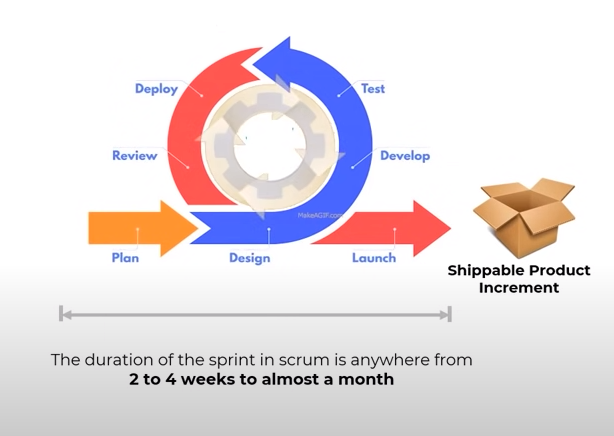 Deploy
Test
Review
Develop
MakeAGIF.com
Plan
Design
Launch
Shippable Product
Increment
The duration of the sprint in scrum is anywhere from
2 to 4 weeks to almost a month